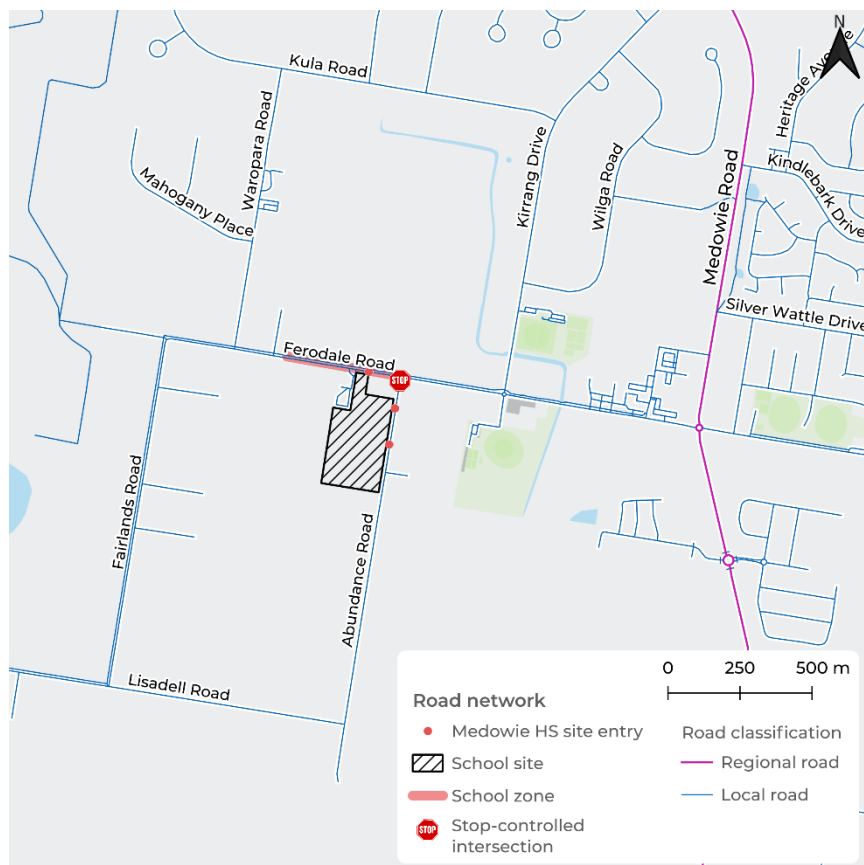 N
Kula Road
Heritage Avenue
Waropara Road
Kirrang Drive
Wilga Road
Medowie Road
Kindlebark Drive
Mahogany Place
Silver Wattle Drive
Ferodale Road
STOP
Fairlands Road
Abundance Road
Lisadell Road
0 250 500 m
Road network
Medowie HS site entry
School site
School zone
STOP
Stop-controlled
intersection
Road classification
Regional road
Local road